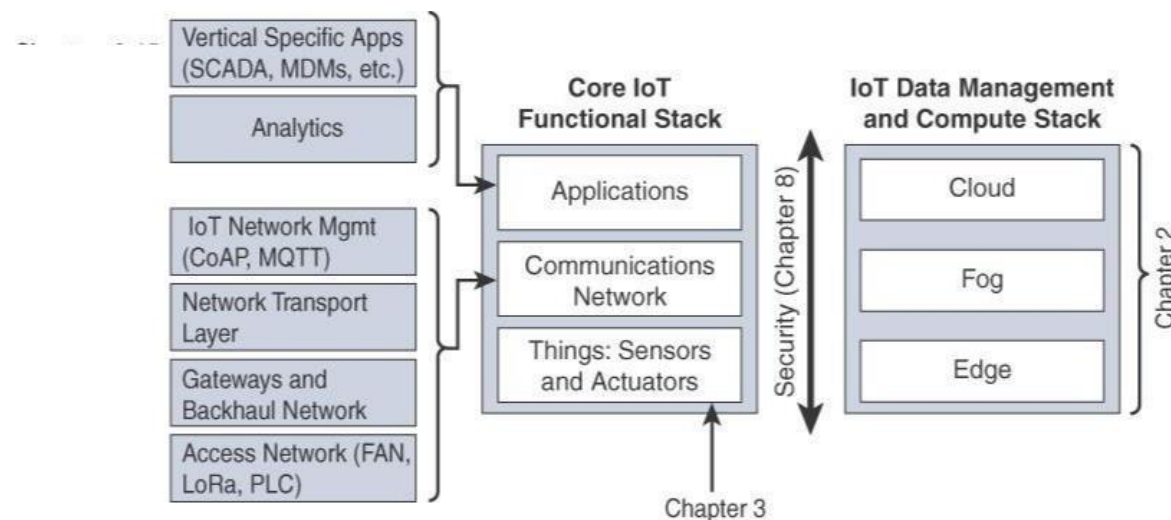 Vertical Specific Apps
(SCADA, MDMs, etc.)
Analytics
IoT Network Mgmt
(CoAP, MQTT)
Network Transport
Layer
Gateways and
Backhaul Network
Access Network (FAN,
LoRa, PLC)
Core IoT
Functional Stack
Applications
Communications
Network
Things: Sensors
and Actuators
Chapter 3
Security (Chapter 8)
IoT Data Management
and Compute Stack
Cloud
Fog
Edge
Chapter 2